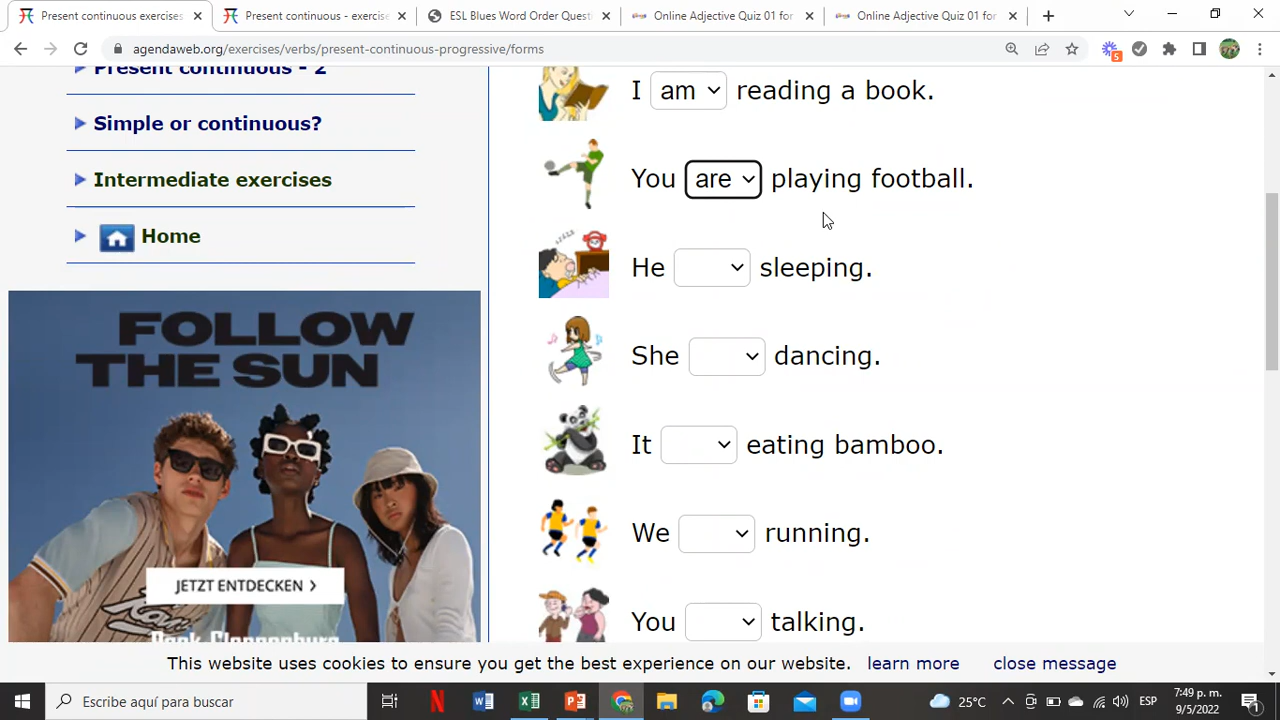 Present continuous exercises
Present continuous - exercise
ESL Blues Word Order Quest
Online Adjective Quiz 01 for
Online Adjective Quiz 01 for
agendaweb.org/exercises/verbs/present-continuous-progressive/forms
5
Present continuous - 2
Simple or continuous?
Intermediate exercises
Home
FOLLOW
THE SUN
JETZT ENTDECKEN >
I am reading a book.
You are playing football.
He sleeping.
She dancing.
It eating bamboo.
We running.
You talking.
This website uses cookies to ensure you get the best experience on our website. learn more close message
Escribe aquí para buscar
25°C
ESP
7:49 p. m.
9/5/2022
1